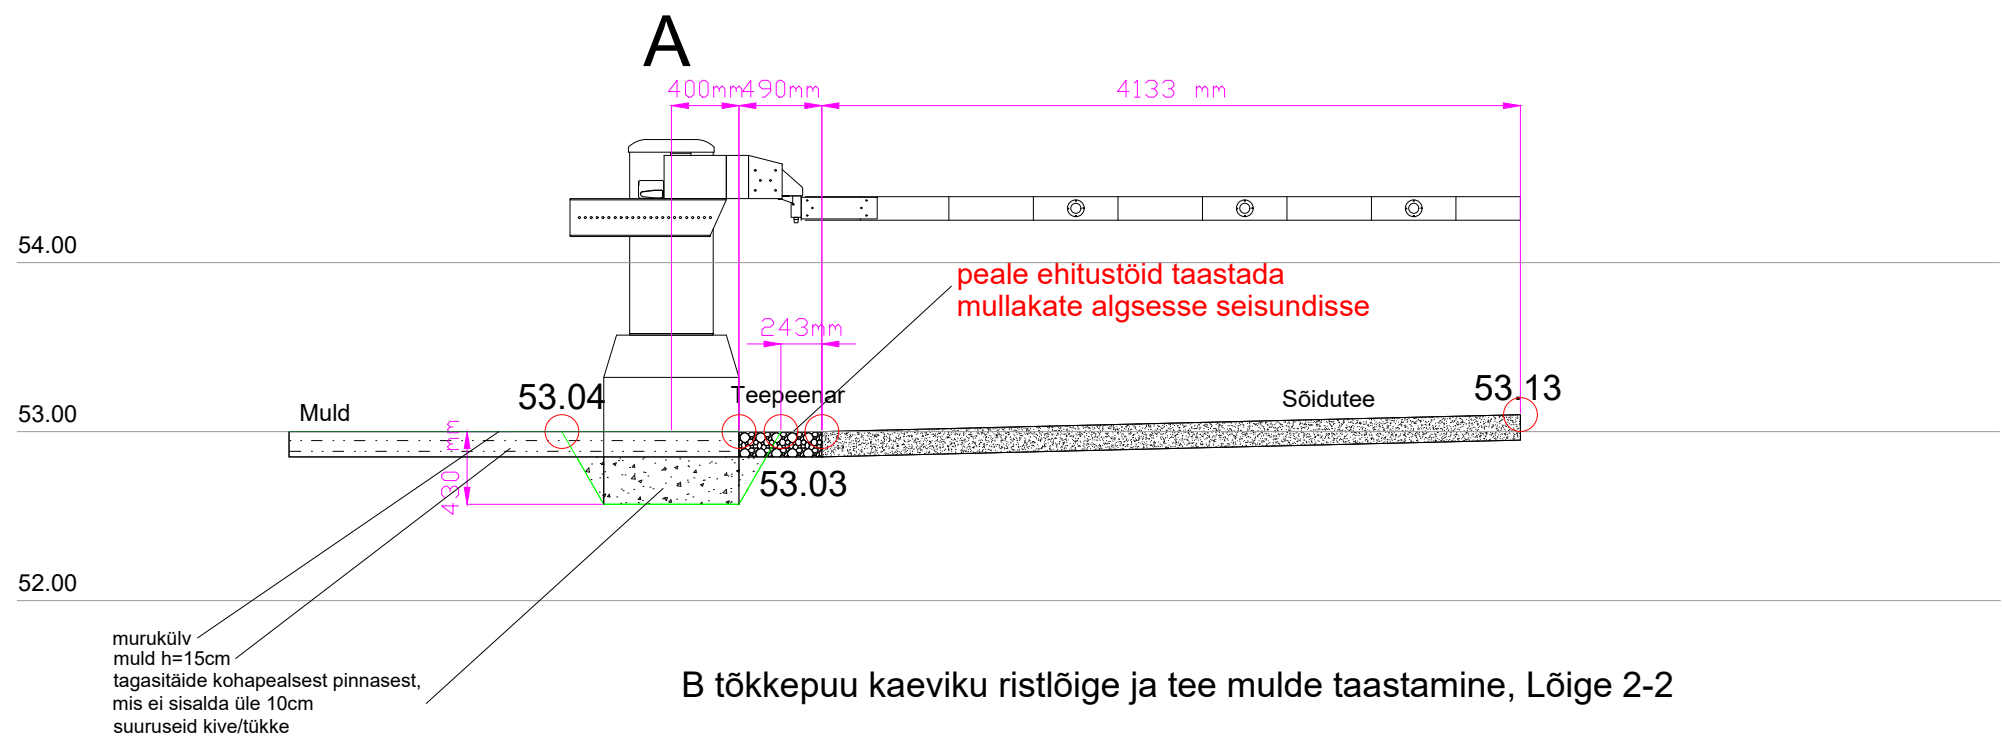 A
400mm 490mm 4133 mm
54.00
peale ehitustöid taastada
mullakate algsesse seisundisse
243mm
53.04 Teepeenar 53.13
53.00 Muld Sõidutee
430 mm
53.03
52.00
murukülv
muld h=15cm
tagasitäide kohapealsest pinnasest,
mis ei sisalda üle 10cm
suuruseid kive/tükke
B tõkkepuu kaeviku ristlõige ja tee mulde taastamine, Lõige 2-2